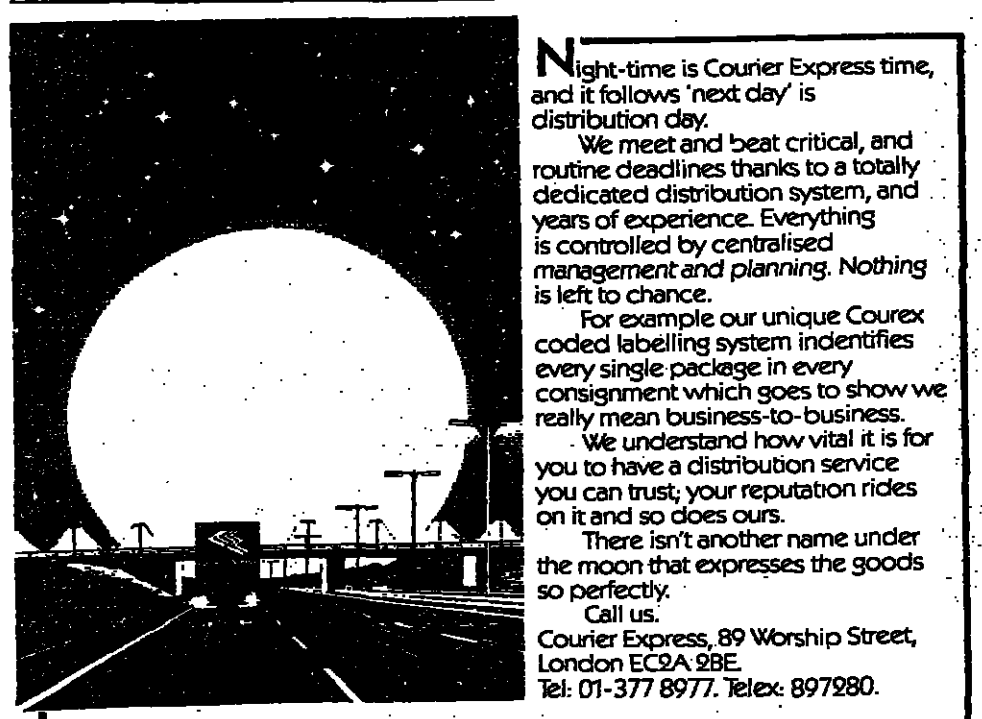 Night-time is Courier Express time,
and it follows 'next day' is
distribution day.
We meet and beat critical, and
routine deadlines thanks to a totally
dedicated distribution system, and
years of experience. Everything
is controlled by centralised
management and planning. Nothing
is left to chance.
For example our unique Courex
coded labelling system indentifies
every single package in every
consignment which goes to show we
really mean business-to-business.
We understand how vital it is for
you to have a distribution service
you can trust; your reputation rides
on it and so does ours.
There isn't another name under
the moon that expresses the goods
so perfectly.
Call us.
Courier Express, 89 Worship Street,
London EC2A 2BE.
Tel: 01-377 8977. Telex: 897280.